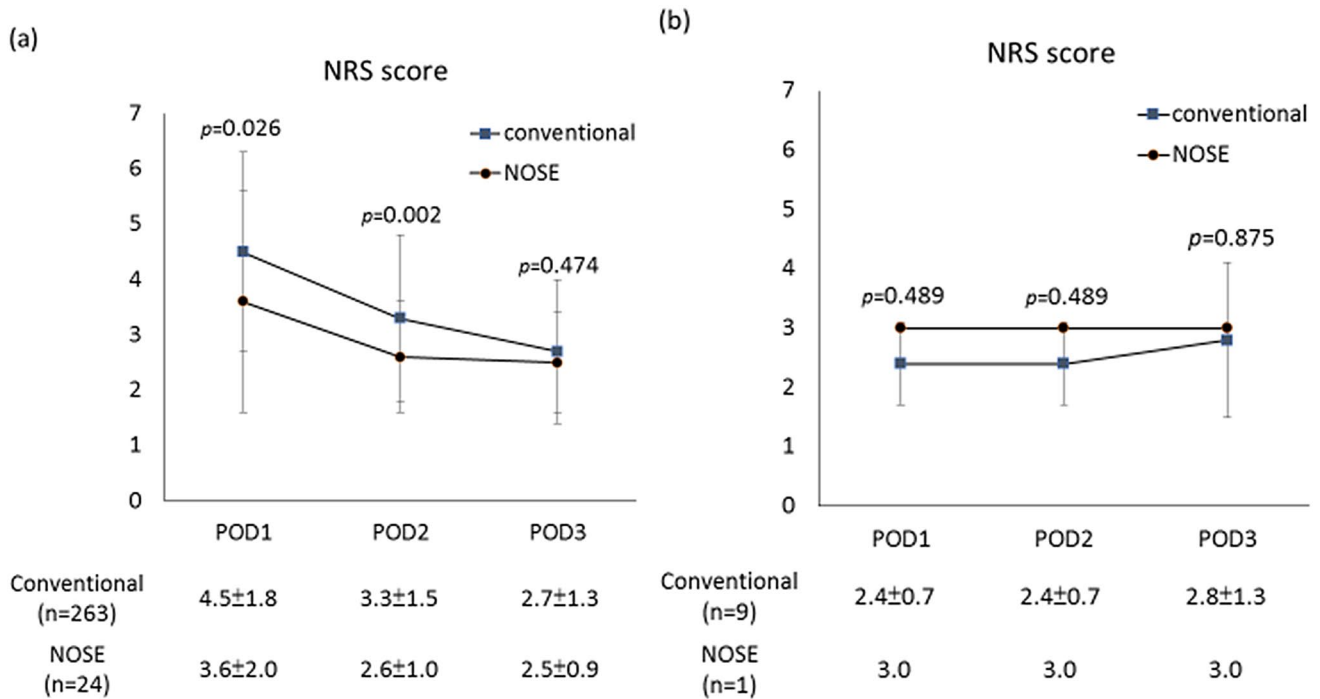 (a)
NRS score
7
6
5
4
3
2
1
0
p=0.026
p=0.002
p=0.474
conventional
NOSE
POD1 POD2 POD3
Conventional
(n=263)
4.5±1.8 3.3±1.5 2.7±1.3
NOSE
(n=24)
3.6±2.0 2.6±1.0 2.5±0.9
(b)
NRS score
7
6
5
4
3
2
1
0
conventional
NOSE
p=0.489
p=0.489
p=0.875
POD1 POD2 POD3
Conventional
(n=9)
2.4±0.7 2.4±0.7 2.8±1.3
NOSE
(n=1)
3.0 3.0 3.0